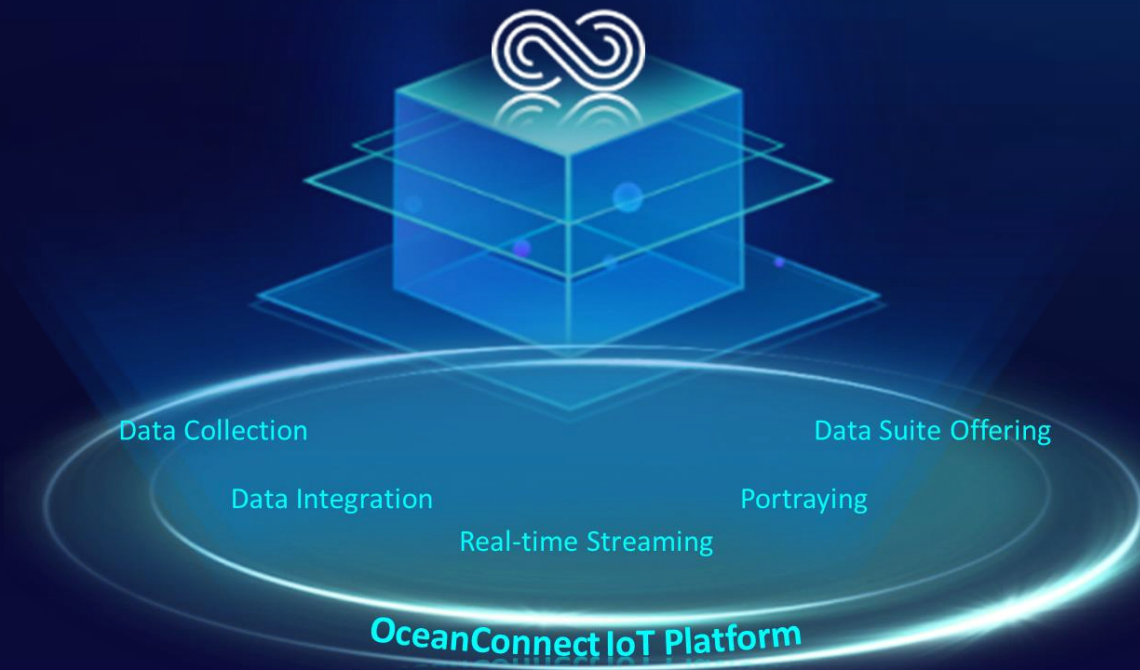 Data Collection
Data Suite Offering
Data Integration
Portraying
Real-time Streaming
OceanConnect IoT Platform